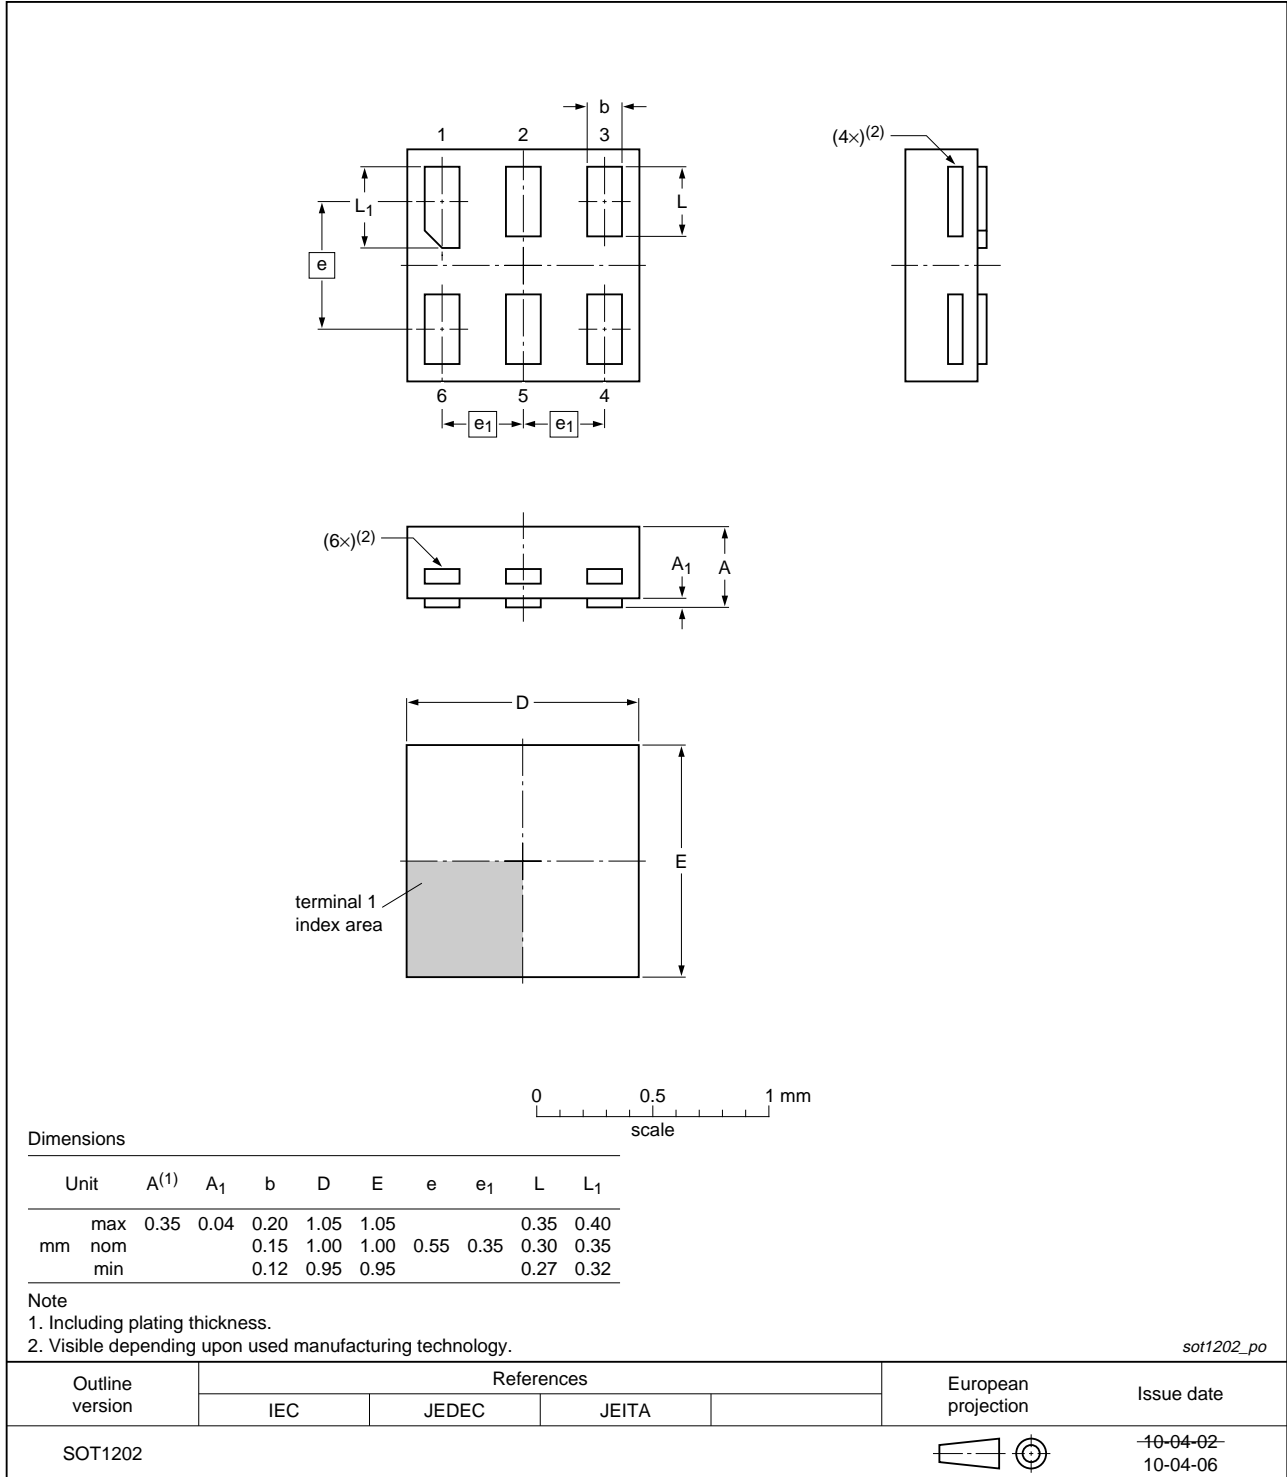 b
1 2 3
(4×)(2)
L1
L
e
6 5 4
e1 e1
(6×)(2)
A1 A
D
E
terminal 1
index area
0 0.5 1 mm
scale
Dimensions
Unit A(1) A1 b D E e e1 L L1
max 0.35 0.04 0.20 1.05 1.05 0.35 0.40
mm nom 0.15 1.00 1.00 0.55 0.35 0.30 0.35
min 0.12 0.95 0.95 0.27 0.32
Note
1. Including plating thickness.
2. Visible depending upon used manufacturing technology.
sot1202_po
Outline version
References
IEC JEDEC JEITA
European projection
Issue date
SOT1202
10-04-02
10-04-06